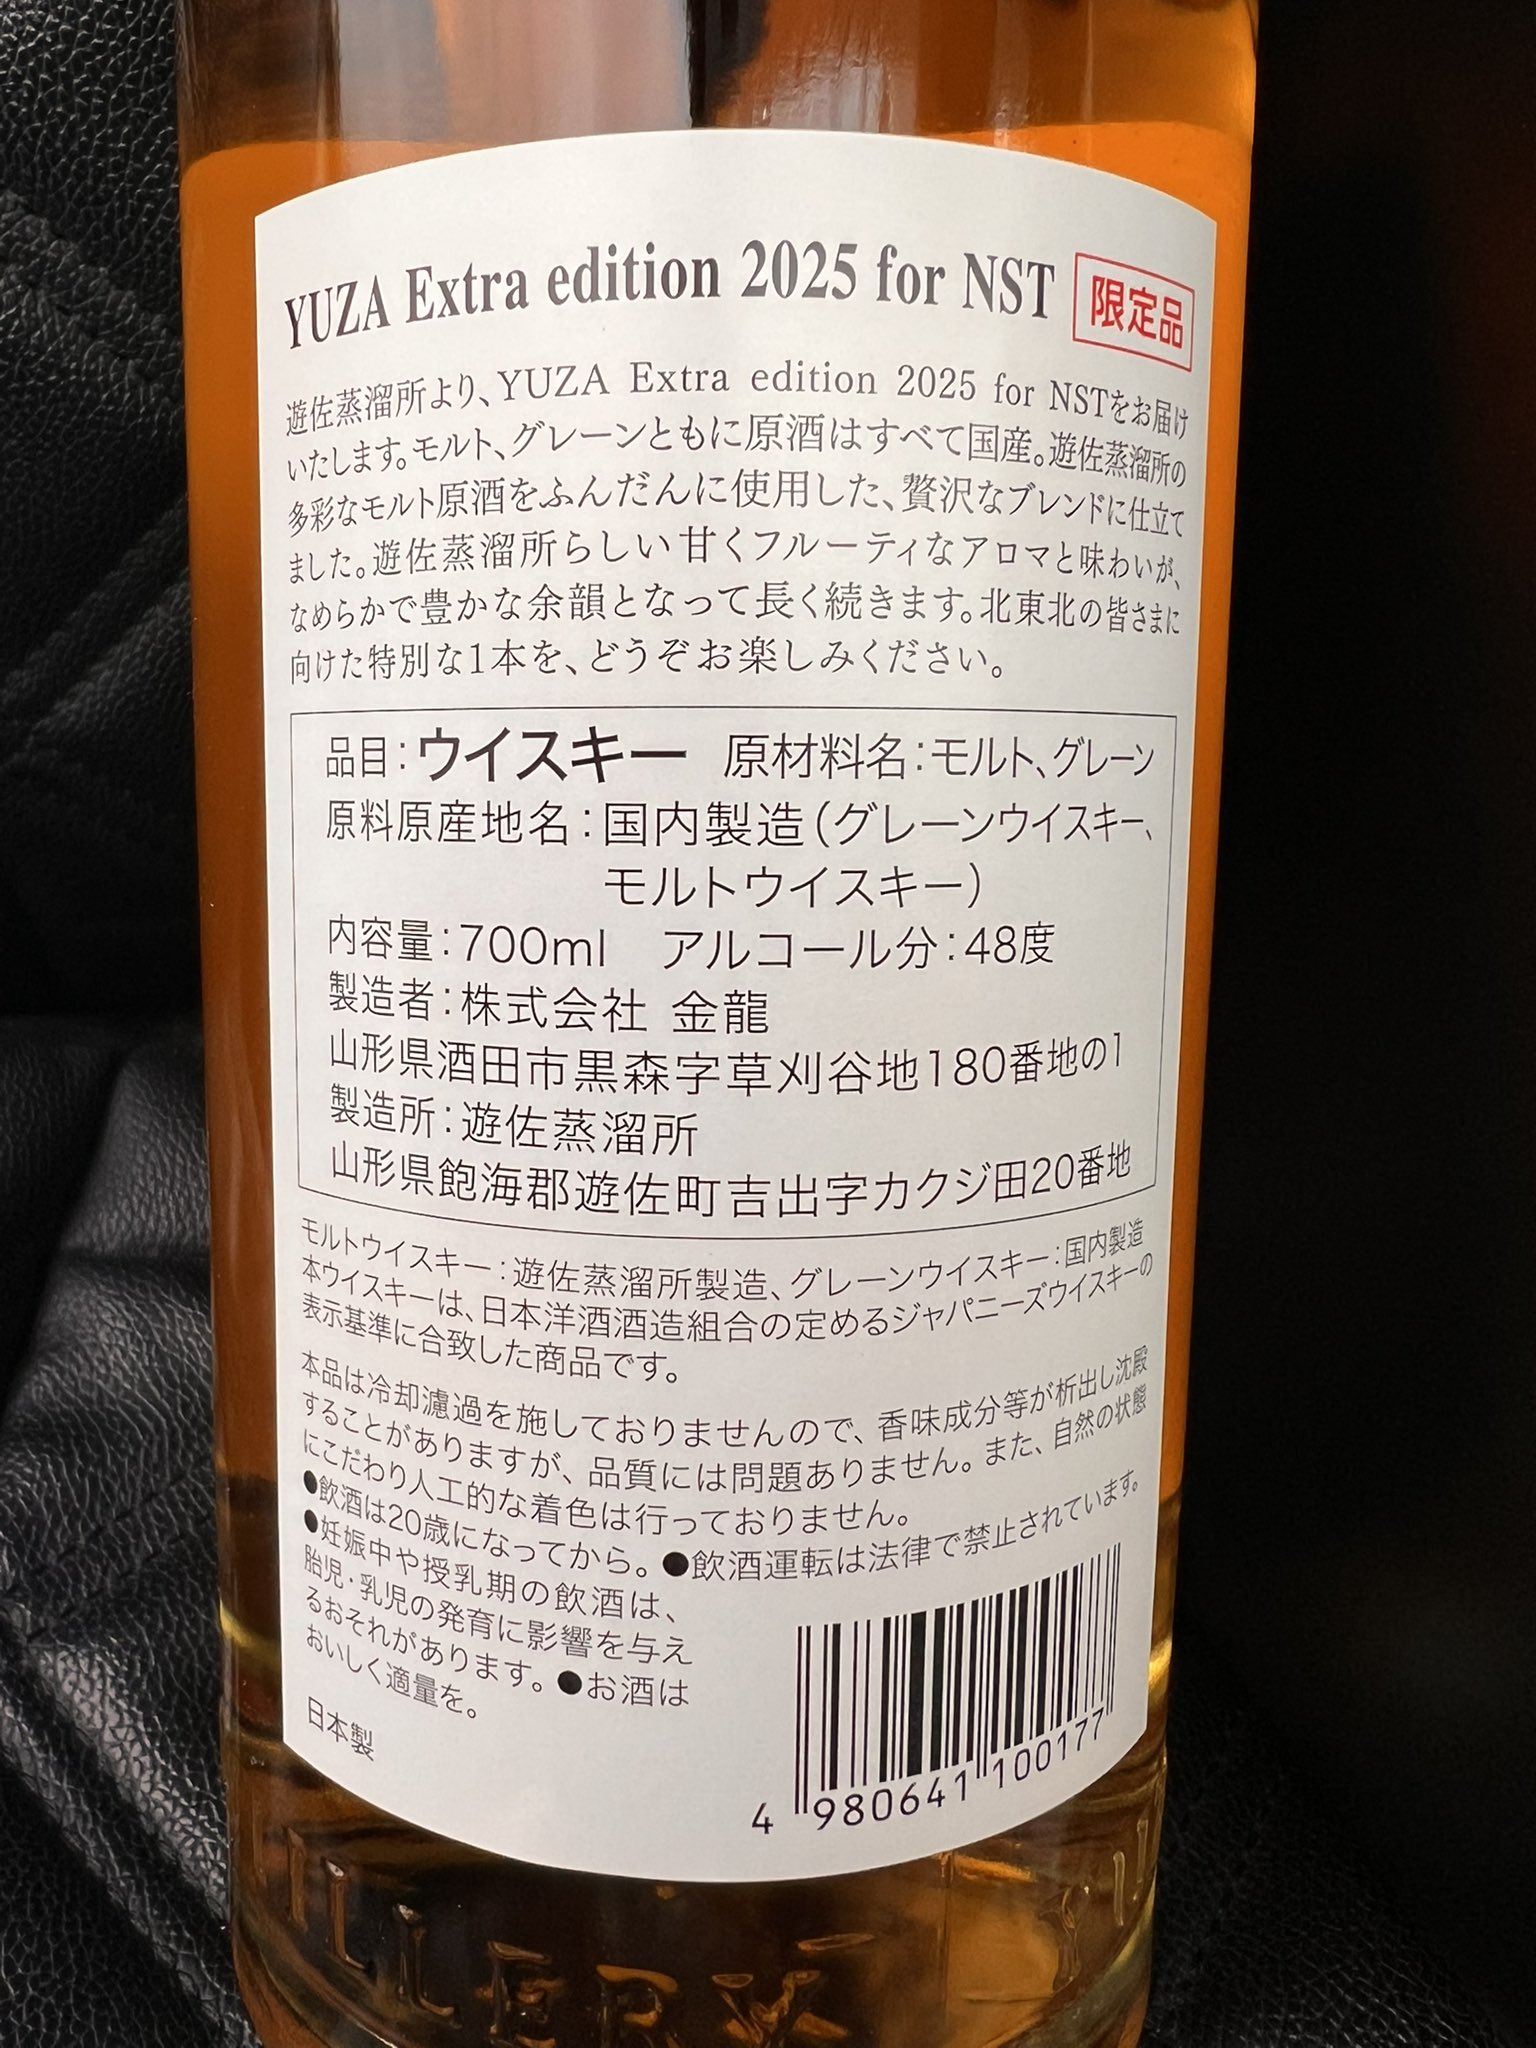 YUZA Extra edition 2025 for NST 限定品
遊佐蒸溜所より、YUZA Extra edition 2025 for NSTをお届け
いたします。モルト、グレーンともに原酒はすべて国産。遊佐蒸溜所の
多彩なモルト原酒をふんだんに使用した、贅沢なブレンドに仕立て
ました。遊佐蒸溜所らしい甘くフルーティなアロマと味わいが、
なめらかで豊かな余韻となって長く続きます。北東北の皆さまに
向けた特別な1本を、どうぞお楽しみください。
品目：ウイスキー 原材料名：モルト、グレーン
原料原産地名：国内製造（グレーンウイスキー、
モルトウイスキー）
内容量：700ml アルコール分：48度
製造者：株式会社 金龍
山形県酒田市黒森字草刈谷地180番地の1
製造所：遊佐蒸溜所
山形県飽海郡遊佐町吉出字カクジ田20番地
モルトウイスキー：遊佐蒸溜所製造、グレーンウイスキー：国内製造
本ウイスキーは、日本洋酒酒造組合の定めるジャパニーズウイスキーの
表示基準に合致した商品です。
本品は冷却濾過を施しておりませんので、香味成分等が析出し沈殿
することがありますが、品質には問題ありません。また、自然の状態
にこだわり人工的な着色は行っておりません。
●飲酒は20歳になってから。●飲酒運転は法律で禁止されています。
●妊娠中や授乳期の飲酒は、
胎児・乳児の発育に影響を与え
るおそれがあります。●お酒は
おいしく適量を。
日本製
4 980641 100177